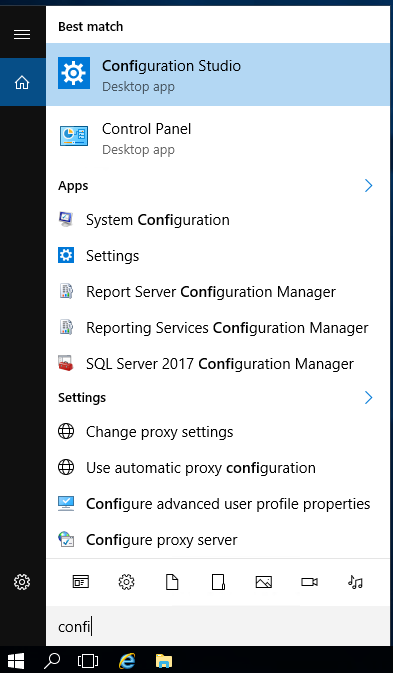 Best match
Configuration Studio
Desktop app
Control Panel
Desktop app
Apps
System Configuration
Settings
Report Server Configuration Manager
Reporting Services Configuration Manager
SQL Server 2017 Configuration Manager
Settings
Change proxy settings
Use automatic proxy configuration
Configure advanced user profile properties
Configure proxy server
confi